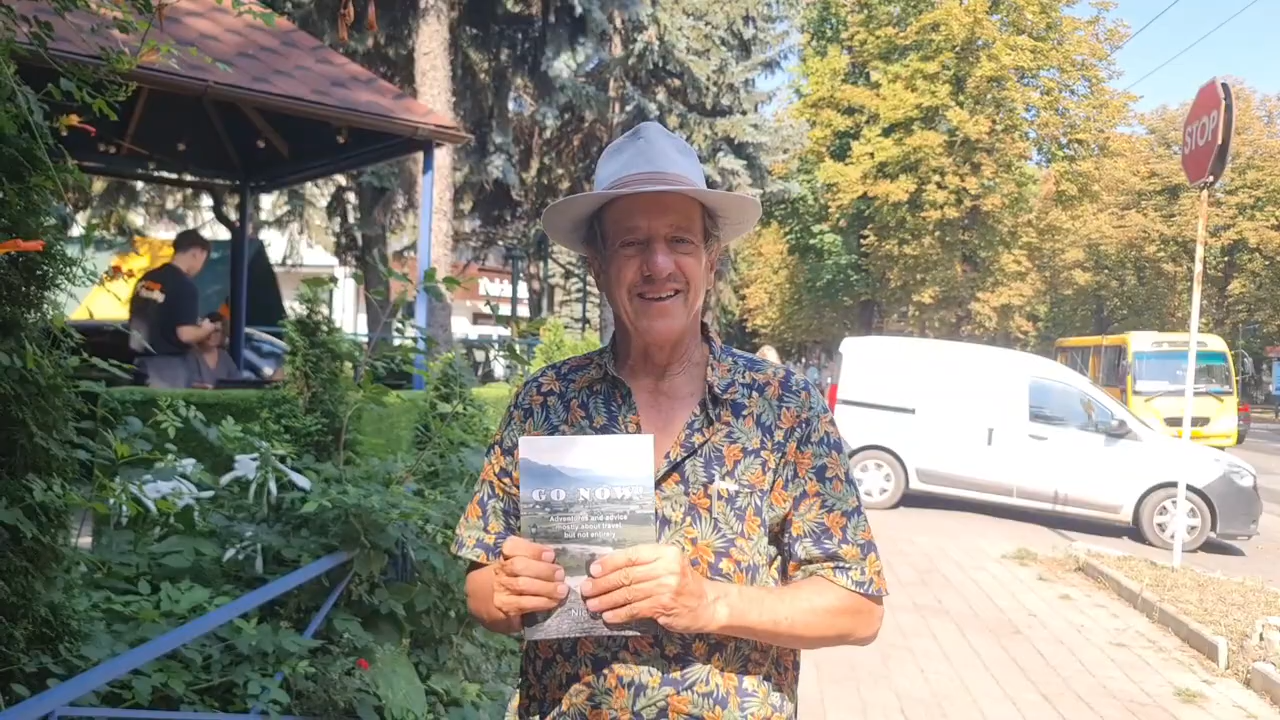 STOP
GO NOW!
Adventures and advice
mostly about travel
but not entirely